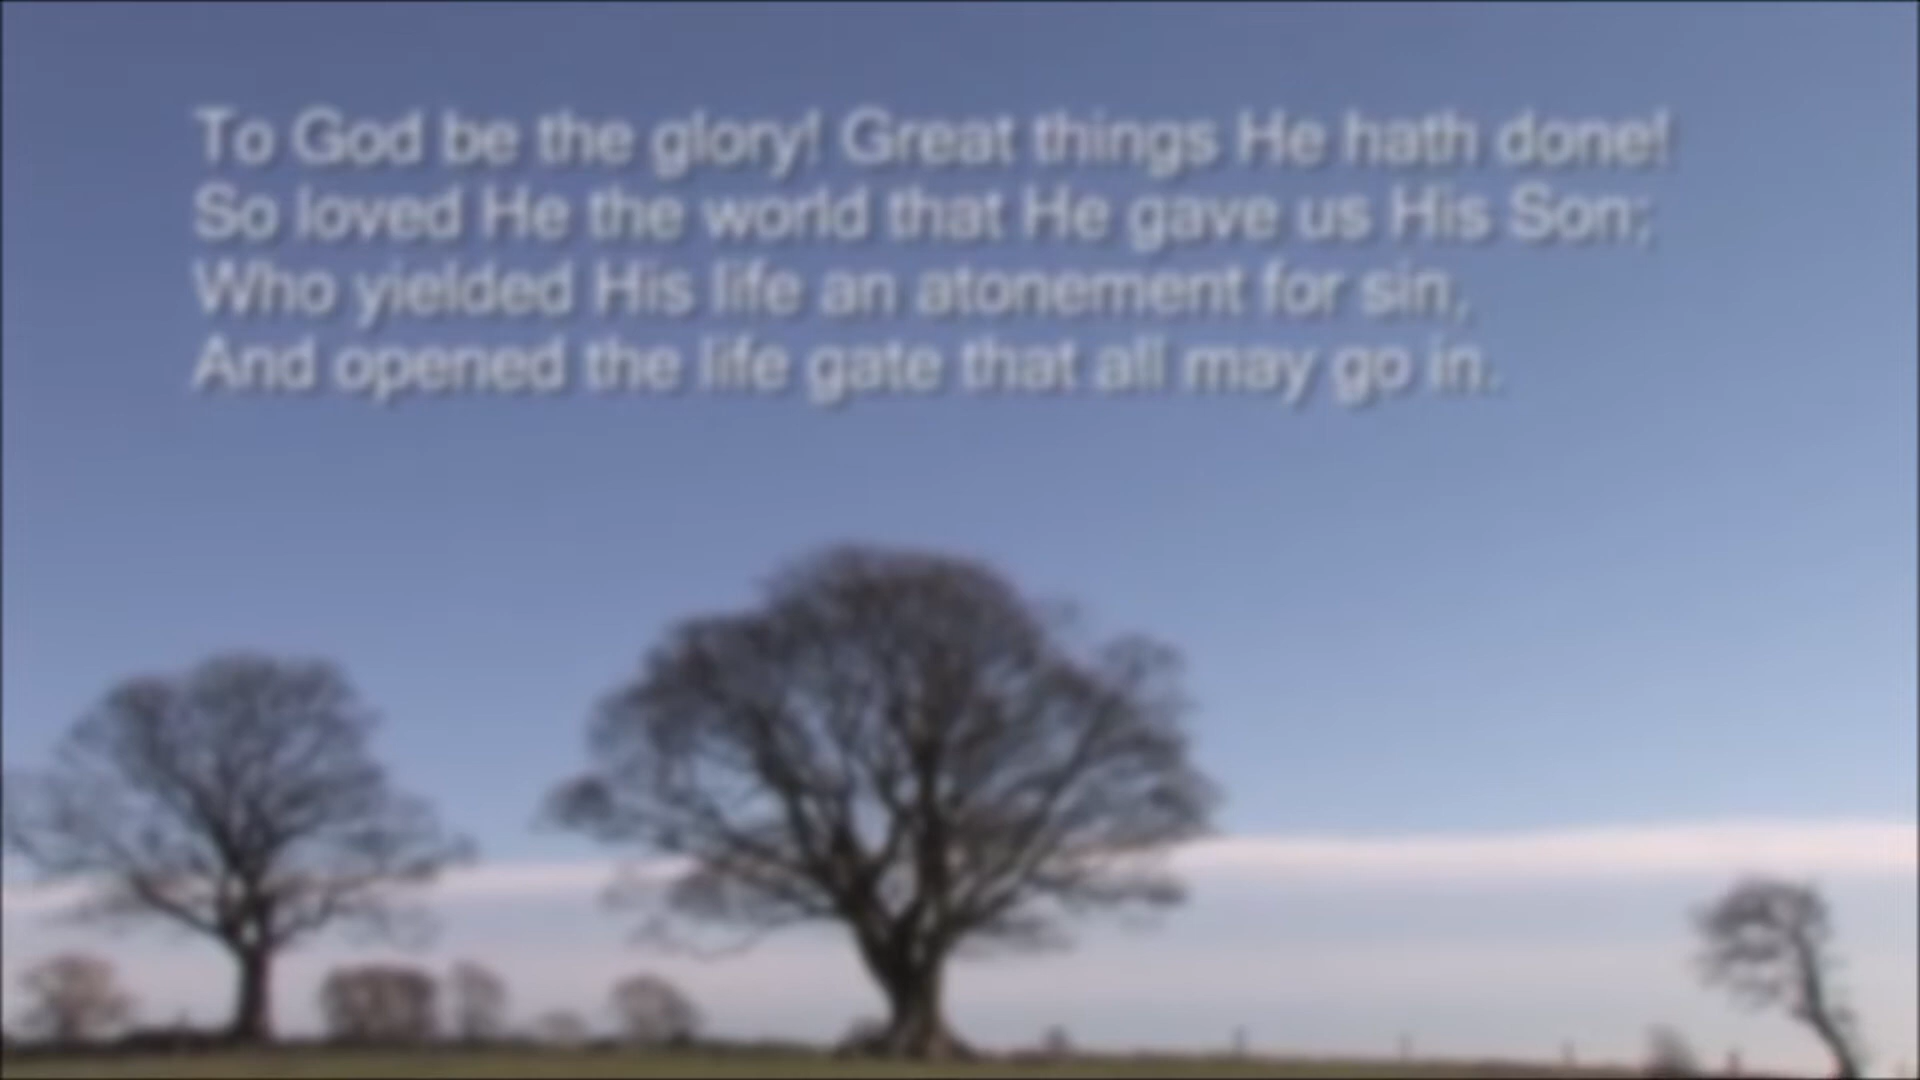 To God be the glory! Great things He hath done!
So loved He the world that He gave us His Son;
Who yielded His life an atonement for sin,
And opened the life gate that all may go in.